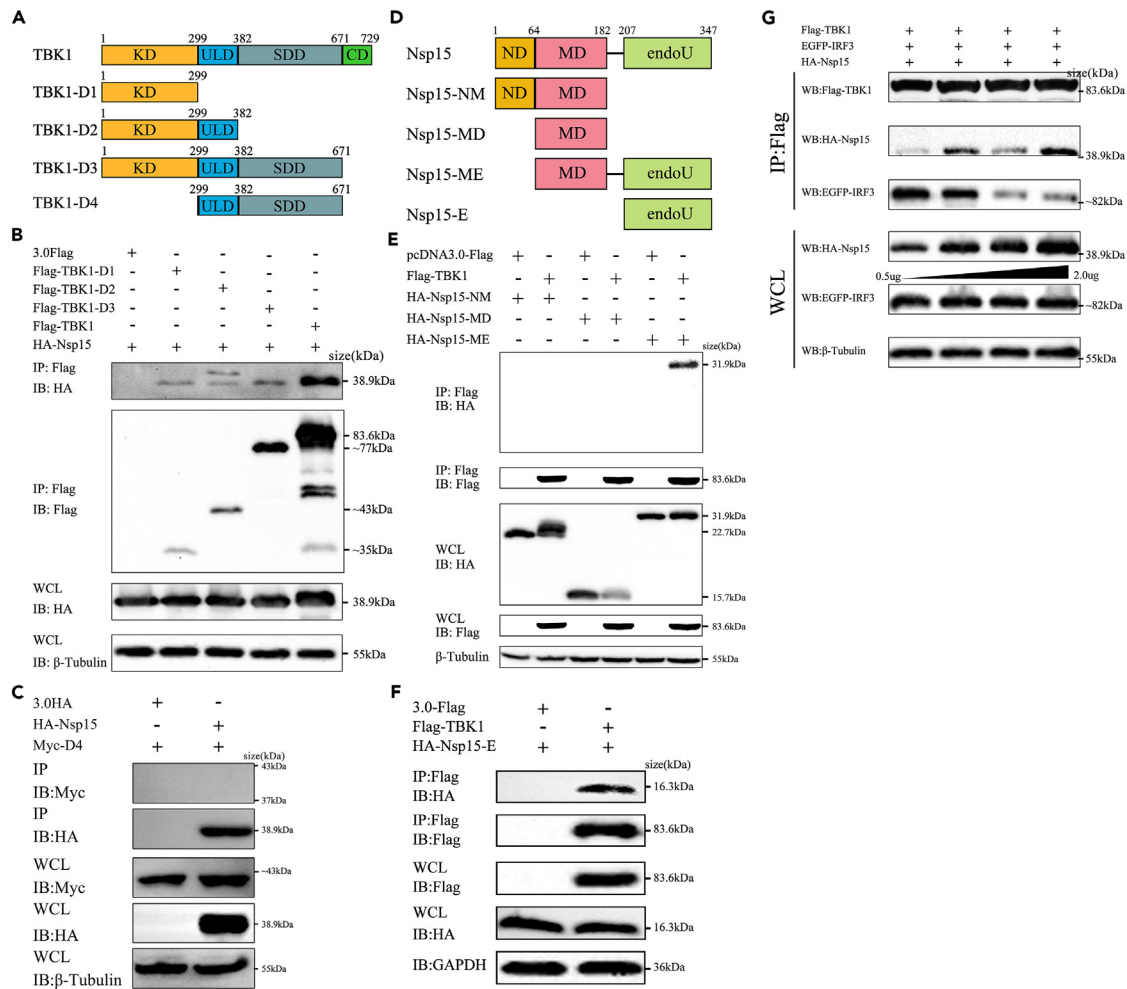 A
1 299 382 671 729
TBK1 KD ULD SDD CD
1 299
TBK1-D1 KD
1 299 382
TBK1-D2 KD ULD
1 299 382 671
TBK1-D3 KD ULD SDD
299 382 671
TBK1-D4 ULD SDD
B
3.0Flag + - - - -
Flag-TBK1-D1 - + - - -
Flag-TBK1-D2 - - + - -
Flag-TBK1-D3 - - - + -
Flag-TBK1 - - - - +
HA-Nsp15 + + + + +
size(kDa)
IP: Flag
IB: HA
38.9kDa
83.6kDa
~77kDa
IP: Flag
IB: Flag
~43kDa
~35kDa
WCL
IB: HA
38.9kDa
WCL
IB: β-Tubulin
55kDa
C
3.0HA + -
HA-Nsp15 - +
Myc-D4 + +
size(kDa)
IP
IB:Myc
43kDa
37kDa
IP
IB:HA
38.9kDa
WCL
IB:Myc
~43kDa
WCL
IB:HA
38.9kDa
WCL
IB:β-Tubulin
55kDa
D
1 64 182 207 347
Nsp15 ND MD endoU
Nsp15-NM ND MD
Nsp15-MD MD
Nsp15-ME MD endoU
Nsp15-E endoU
E
pcDNA3.0-Flag + - + - + -
Flag-TBK1 - + - + - +
HA-Nsp15-NM + + - - - -
HA-Nsp15-MD - - + + - -
HA-Nsp15-ME - - - - + +
size(kDa)
31.9kDa
IP: Flag
IB: HA
IP: Flag
IB: Flag
83.6kDa
31.9kDa
22.7kDa
WCL
IB: HA
15.7kDa
WCL
IB: Flag
83.6kDa
β-Tubulin
55kDa
F
3.0-Flag + -
Flag-TBK1 - +
HA-Nsp15-E + +
size(kDa)
IP:Flag
IB:HA
16.3kDa
IP:Flag
IB:Flag
83.6kDa
WCL
IB:Flag
83.6kDa
WCL
IB:HA
16.3kDa
IB:GAPDH
36kDa
G
Flag-TBK1 + + + +
EGFP-IRF3 + + + +
HA-Nsp15 + + + +
size(kDa)
IP:Flag
WB:Flag-TBK1
83.6kDa
WB:HA-Nsp15
38.9kDa
WB:EGFP-IRF3
~82kDa
WCL
WB:HA-Nsp15
38.9kDa
0.5ug 2.0ug
WB:EGFP-IRF3
~82kDa
WB:β-Tubulin
55kDa